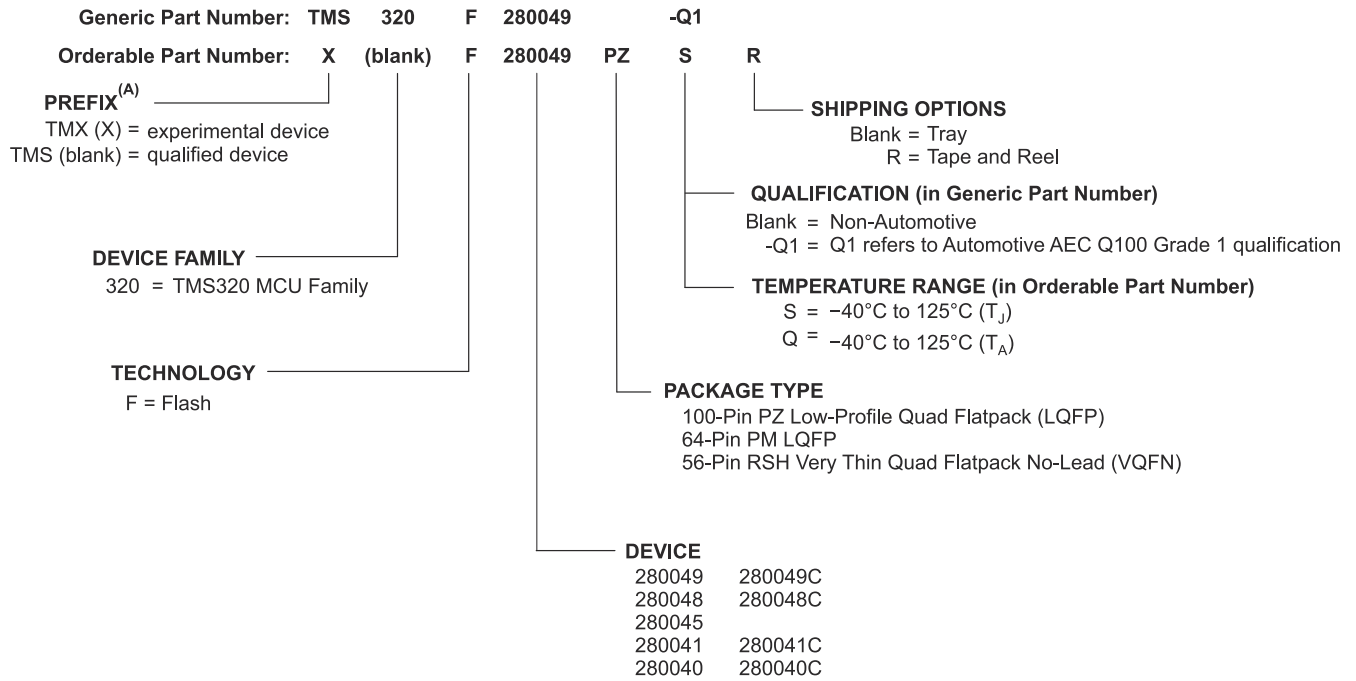 Generic Part Number: TMS 320 F 280049 -Q1
Orderable Part Number: X (blank) F 280049 PZ S R
PREFIX(A)
TMX (X) = experimental device
TMS (blank) = qualified device
DEVICE FAMILY
320 = TMS320 MCU Family
TECHNOLOGY
F = Flash
SHIPPING OPTIONS
Blank = Tray
R = Tape and Reel
QUALIFICATION (in Generic Part Number)
Blank = Non-Automotive
-Q1 = Q1 refers to Automotive AEC Q100 Grade 1 qualification
TEMPERATURE RANGE (in Orderable Part Number)
S = −40°C to 125°C (TJ)
Q = −40°C to 125°C (TA)
PACKAGE TYPE
100-Pin PZ Low-Profile Quad Flatpack (LQFP)
64-Pin PM LQFP
56-Pin RSH Very Thin Quad Flatpack No-Lead (VQFN)
DEVICE
280049 280049C
280048 280048C
280045
280041 280041C
280040 280040C